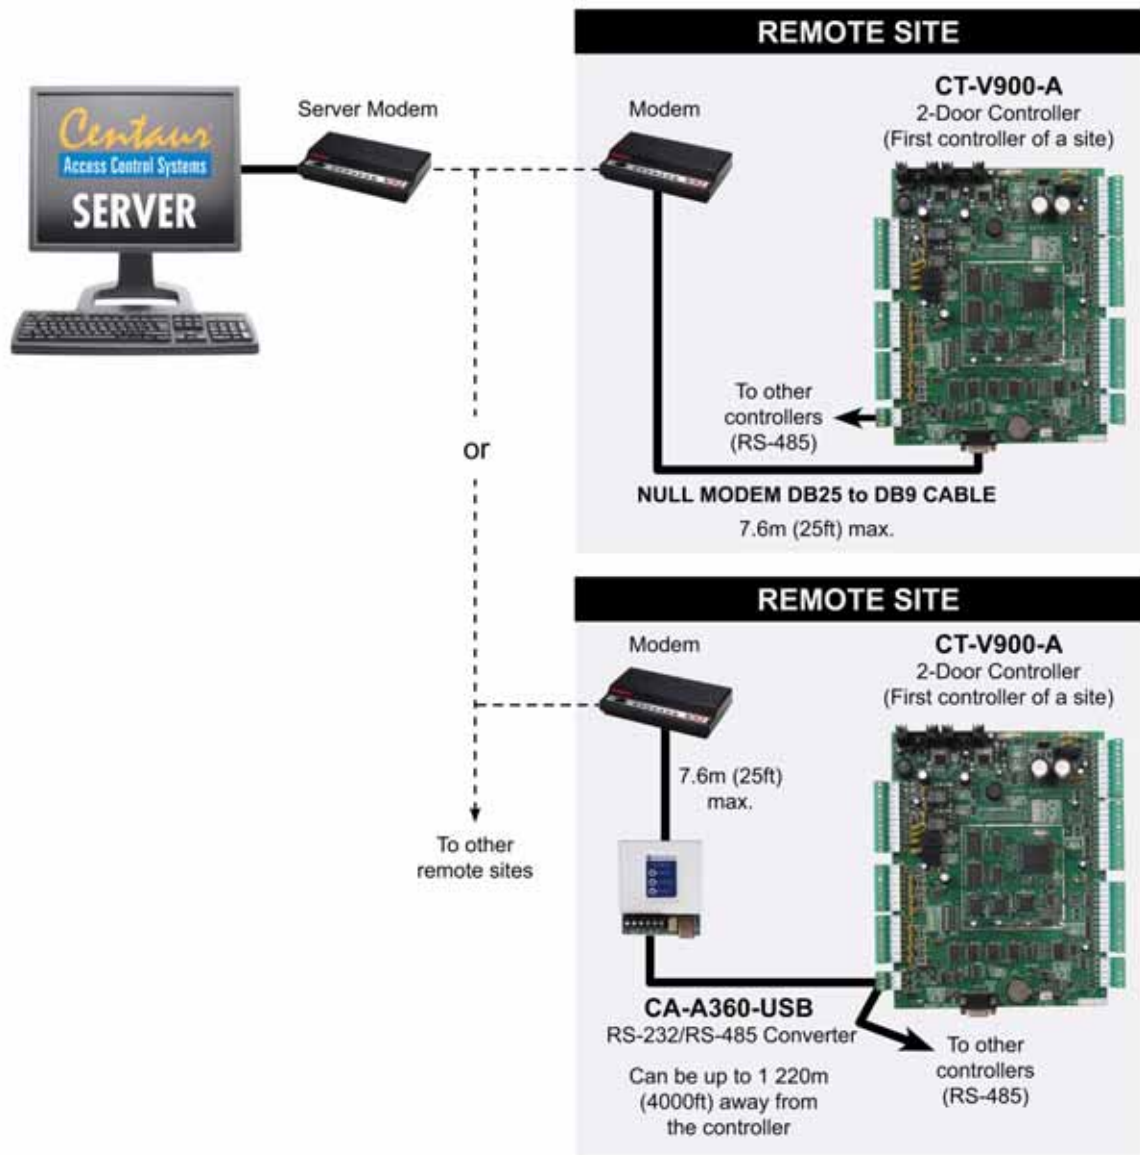 REMOTE SITE
Centaur
Access Control Systems
SERVER
Server Modem
Modem
CT-V900-A
2-Door Controller
(First controller of a site)
To other
controllers
(RS-485)
NULL MODEM DB25 to DB9 CABLE
7.6m (25ft) max.
or
REMOTE SITE
Modem
CT-V900-A
2-Door Controller
(First controller of a site)
7.6m (25ft)
max.
To other
remote sites
CA-A360-USB
RS-232/RS-485 Converter
Can be up to 1 220m
(4000ft) away from
the controller
To other
controllers
(RS-485)